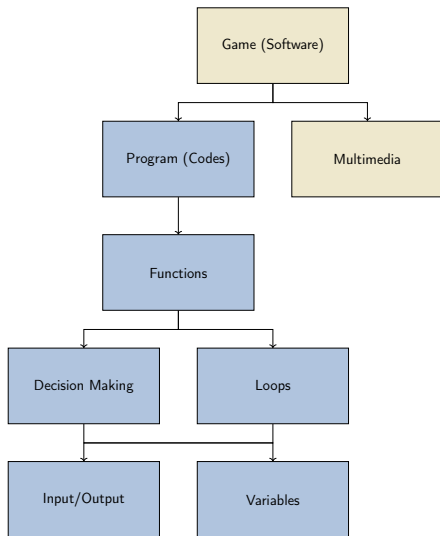 Game (Software)
Program (Codes)
Multimedia
Functions
Decision Making
Loops
Input/Output
Variables